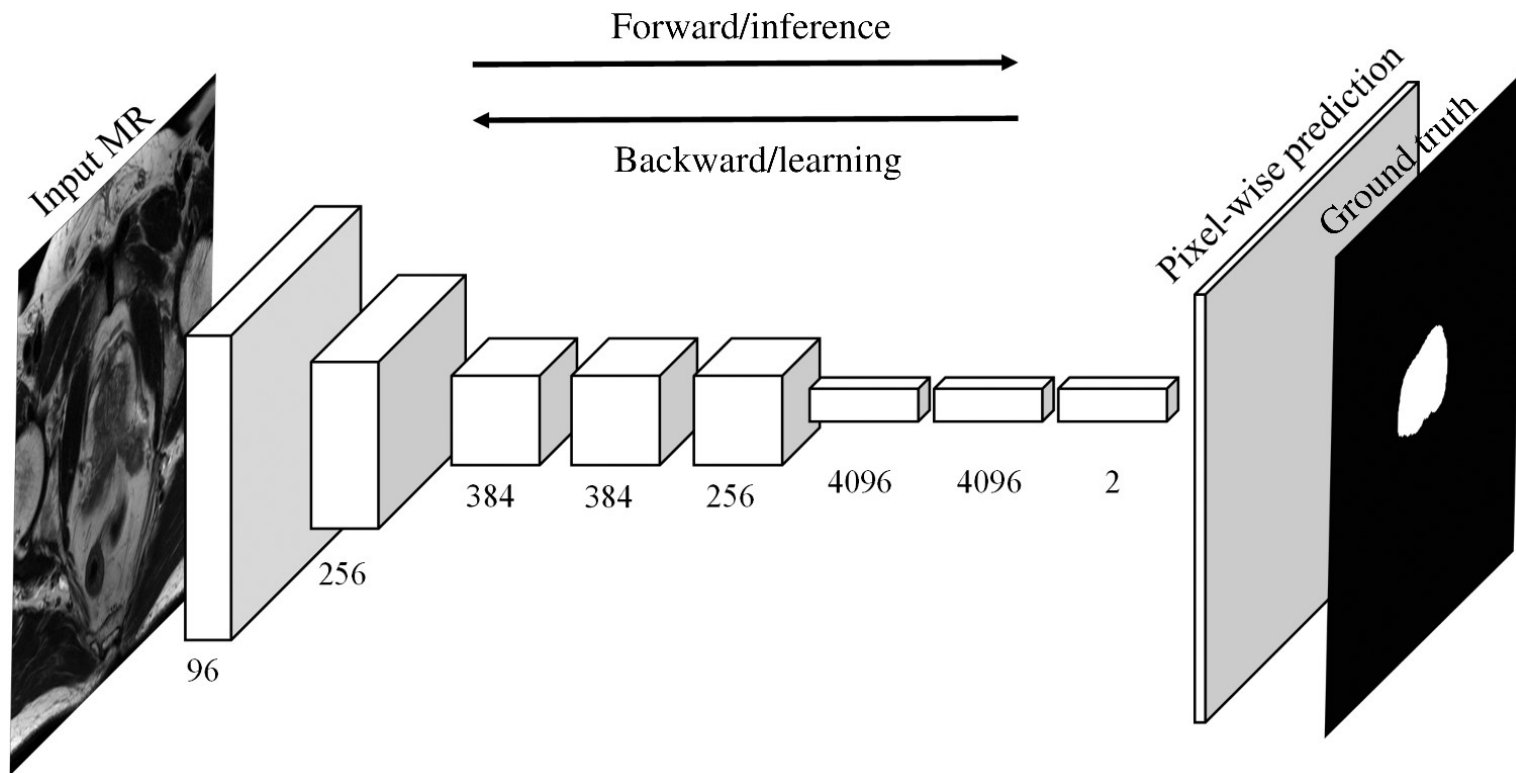 Forward/inference
Backward/learning
Input MR
Pixel-wise prediction
Ground truth
96
256
384
384
256
4096
4096
2